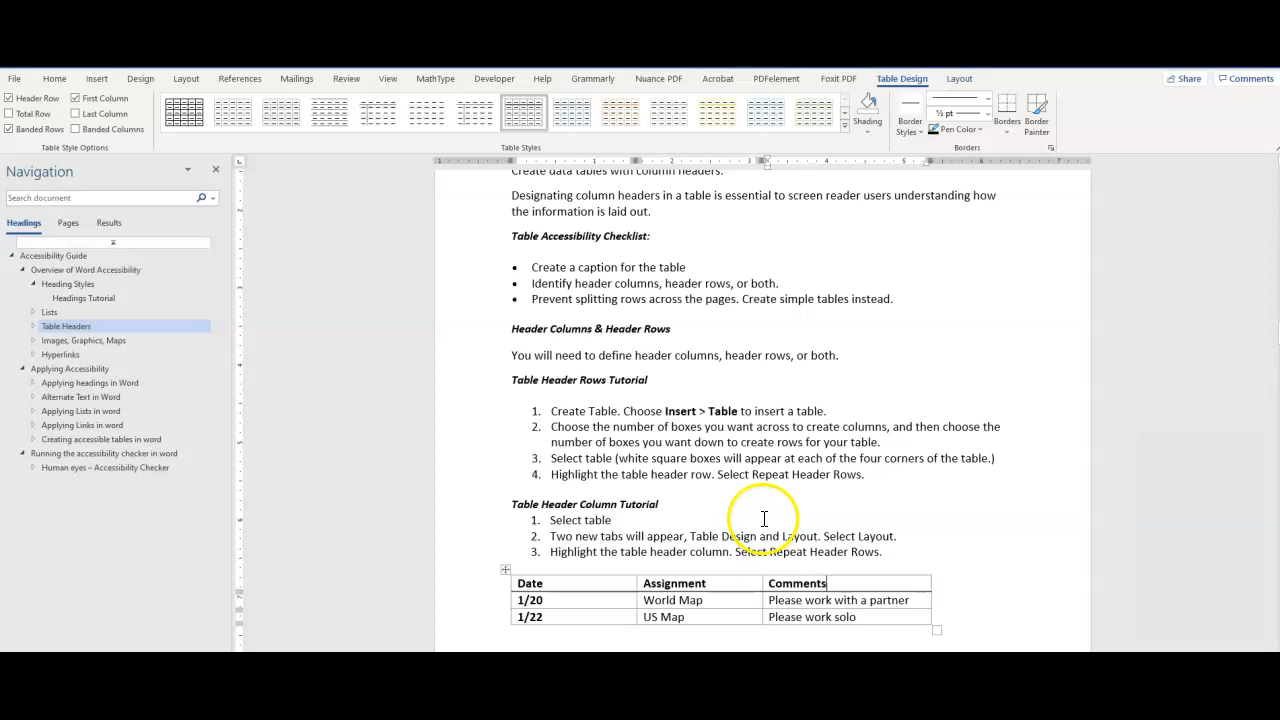 File Home Insert Design Layout References Mailings Review View MathType Developer Help Grammarly Nuance PDF Acrobat PDFelement Foxit PDF Table Design Layout Share Comments
Header Row First Column
Total Row Last Column
Banded Rows Banded Columns
Table Style Options
Table Styles
Shading
Border Styles
½ pt
Pen Color
Borders
Border Painter
Borders
Navigation
Search document
Headings Pages Results
Accessibility Guide
Overview of Word Accessibility
Heading Styles
Headings Tutorial
Lists
Table Headers
Images, Graphics, Maps
Hyperlinks
Applying Accessibility
Applying headings in Word
Alternate Text in Word
Applying Lists in word
Applying Links in word
Creating accessible tables in word
Running the accessibility checker in word
Human eyes – Accessibility Checker
1 1 2 3 4 5 6 7
Create data tables with column headers.
Designating column headers in a table is essential to screen reader users understanding how
the information is laid out.
Table Accessibility Checklist:
• Create a caption for the table
• Identify header columns, header rows, or both.
• Prevent splitting rows across the pages. Create simple tables instead.
Header Columns & Header Rows
You will need to define header columns, header rows, or both.
Table Header Rows Tutorial
1. Create Table. Choose Insert > Table to insert a table.
2. Choose the number of boxes you want across to create columns, and then choose the
number of boxes you want down to create rows for your table.
3. Select table (white square boxes will appear at each of the four corners of the table.)
4. Highlight the table header row. Select Repeat Header Rows.
Table Header Column Tutorial
1. Select table
2. Two new tabs will appear, Table Design and Layout. Select Layout.
3. Highlight the table header column. Select Repeat Header Rows.
Date Assignment Comments
1/20 World Map Please work with a partner
1/22 US Map Please work solo